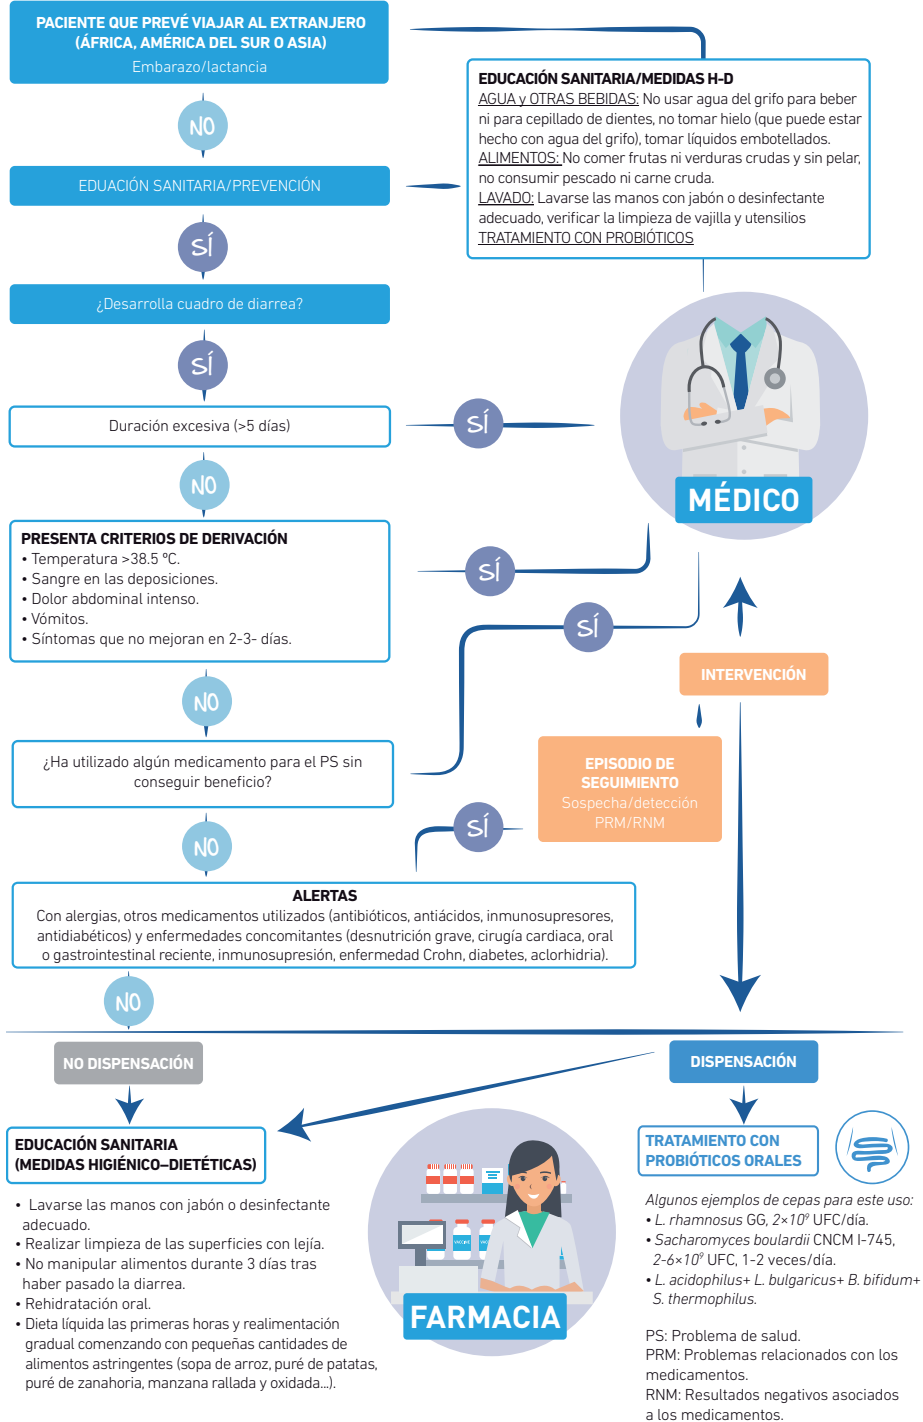 PACIENTE QUE PREVÉ VIAJAR AL EXTRANJERO
(ÁFRICA, AMÉRICA DEL SUR O ASIA)
Embarazo/lactancia
NO
EDUACIÓN SANITARIA/PREVENCIÓN
EDUCACIÓN SANITARIA/MEDIDAS H-D
AGUA y OTRAS BEBIDAS: No usar agua del grifo para beber
ni para cepillado de dientes, no tomar hielo (que puede estar
hecho con agua del grifo), tomar líquidos embotellados.
ALIMENTOS: No comer frutas ni verduras crudas y sin pelar,
no consumir pescado ni carne cruda.
LAVADO: Lavarse las manos con jabón o desinfectante
adecuado, verificar la limpieza de vajilla y utensilios
TRATAMIENTO CON PROBIÓTICOS
SÍ
¿Desarrolla cuadro de diarrea?
SÍ
Duración excesiva (>5 días)
SÍ
MÉDICO
NO
PRESENTA CRITERIOS DE DERIVACIÓN
• Temperatura >38.5 ºC.
• Sangre en las deposiciones.
• Dolor abdominal intenso.
• Vómitos.
• Síntomas que no mejoran en 2-3- días.
SÍ
SÍ
NO
INTERVENCIÓN
¿Ha utilizado algún medicamento para el PS sin
conseguir beneficio?
EPISODIO DE
SEGUIMIENTO
Sospecha/detección
PRM/RNM
SÍ
NO
ALERTAS
Con alergias, otros medicamentos utilizados (antibióticos, antiácidos, inmunosupresores,
antidiabéticos) y enfermedades concomitantes (desnutrición grave, cirugía cardiaca, oral
o gastrointestinal reciente, inmunosupresión, enfermedad Crohn, diabetes, aclorhidria).
NO
NO DISPENSACIÓN
DISPENSACIÓN
EDUCACIÓN SANITARIA
(MEDIDAS HIGIÉNICO–DIETÉTICAS)
• Lavarse las manos con jabón o desinfectante
adecuado.
• Realizar limpieza de las superficies con lejía.
• No manipular alimentos durante 3 días tras
haber pasado la diarrea.
• Rehidratación oral.
• Dieta líquida las primeras horas y realimentación
gradual comenzando con pequeñas cantidades de
alimentos astringentes (sopa de arroz, puré de patatas,
puré de zanahoria, manzana rallada y oxidada...).
FARMACIA
TRATAMIENTO CON
PROBIÓTICOS ORALES
Algunos ejemplos de cepas para este uso:
• L. rhamnosus GG, 2×10⁹ UFC/día.
• Sacharomyces boulardii CNCM I-745,
2-6×10⁹ UFC, 1-2 veces/día.
• L. acidophilus+ L. bulgaricus+ B. bifidum+
S. thermophilus.
PS: Problema de salud.
PRM: Problemas relacionados con los
medicamentos.
RNM: Resultados negativos asociados
a los medicamentos.